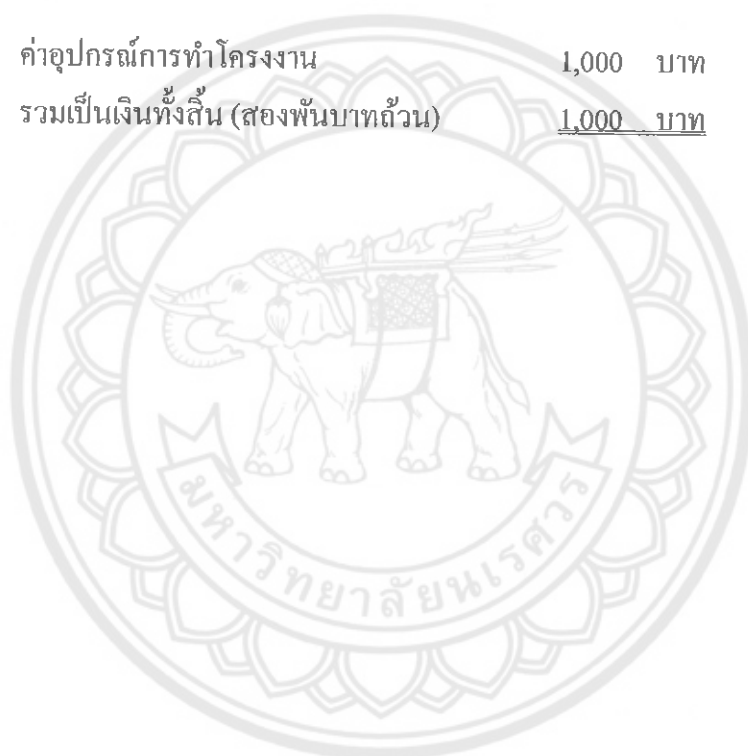 ค่าอุปกรณ์การทำโครงงาน 1,000 บาท
รวมเป็นเงินทั้งสิ้น (สองพันบาทถ้วน) 1,000 บาท
มหาวิทยาลัยนเรศวร